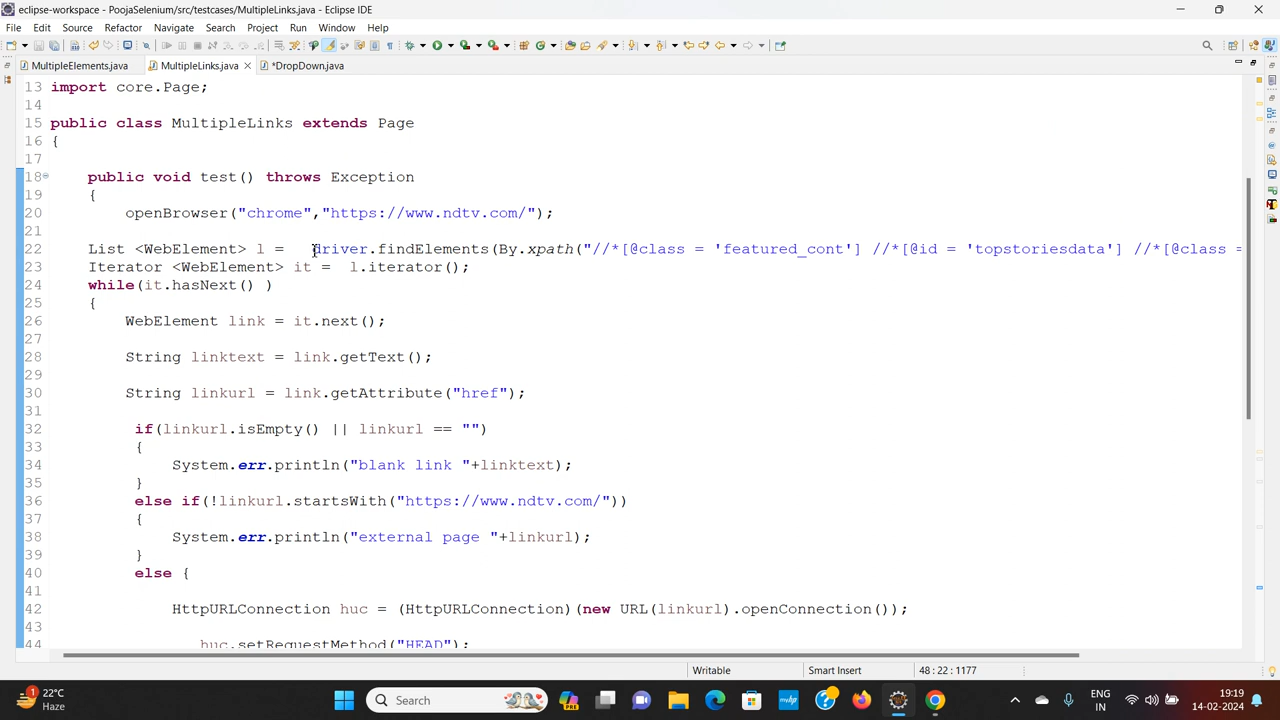 eclipse-workspace - PoojaSelenium/src/testcases/MultipleLinks.java - Eclipse IDE
File Edit Source Refactor Navigate Search Project Run Window Help
MultipleElements.java MultipleLinks.java *DropDown.java
13 import core.Page;
14
15 public class MultipleLinks extends Page
16 {
17
18 public void test() throws Exception
19 {
20 openBrowser("chrome","https://www.ndtv.com/");
21
22 List <WebElement> l = driver.findElements(By.xpath("//*[@class = 'featured_cont'] //*[@id = 'topstoriesdata'] //*[@class =
23 Iterator <WebElement> it = l.iterator();
24 while(it.hasNext() )
25 {
26 WebElement link = it.next();
27
28 String linktext = link.getText();
29
30 String linkurl = link.getAttribute("href");
31
32 if(linkurl.isEmpty() || linkurl == "")
33 {
34 System.err.println("blank link "+linktext);
35 }
36 else if(!linkurl.startsWith("https://www.ndtv.com/"))
37 {
38 System.err.println("external page "+linkurl);
39 }
40 else {
41
42 HttpURLConnection huc = (HttpURLConnection)(new URL(linkurl).openConnection());
43
44 huc.setRequestMethod("HEAD");
Writable Smart Insert 48 : 22 : 1177
1 22°C
Haze
Search
PRE
hp
ENG
IN
19:19
14-02-2024